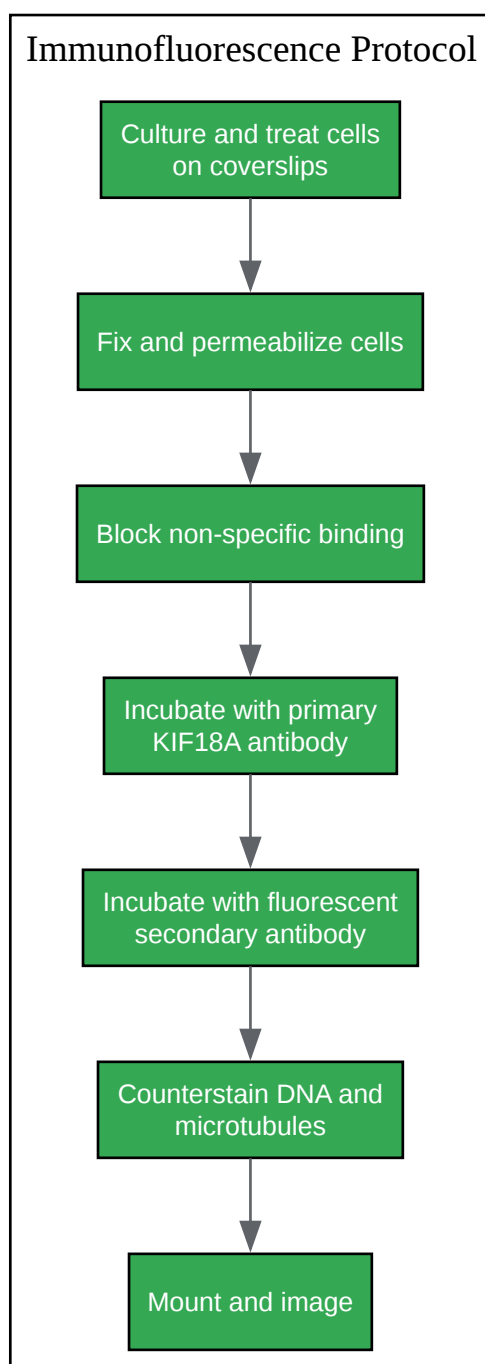 Immunofluorescence Protocol
Culture and treat cells
on coverslips
Fix and permeabilize cells
Block non-specific binding
Incubate with primary
KIF18A antibody
Incubate with fluorescent
secondary antibody
Counterstain DNA and
microtubules
Mount and image